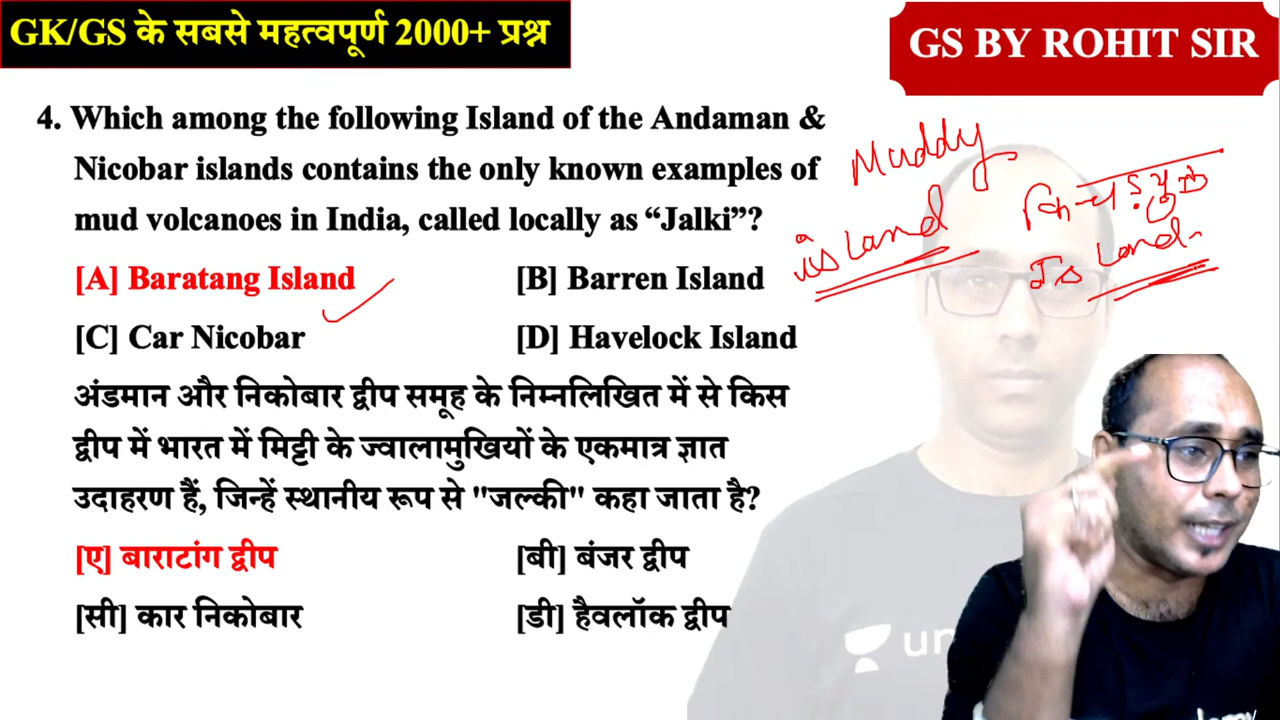 GK/GS के सबसे महत्वपूर्ण 2000+ प्रश्न
GS BY ROHIT SIR
4. Which among the following Island of the Andaman &
Nicobar islands contains the only known examples of
mud volcanoes in India, called locally as “Jalki”?
[A] Baratang Island
[B] Barren Island
[C] Car Nicobar
[D] Havelock Island
अंडमान और निकोबार द्वीप समूह के निम्नलिखित में से किस
द्वीप में भारत में मिट्टी के ज्वालामुखियों के एकमात्र ज्ञात
उदाहरण हैं, जिन्हें स्थानीय रूप से "जल्की" कहा जाता है?
[ए] बाराटांग द्वीप
[बी] बंजर द्वीप
[सी] कार निकोबार
[डी] हैवलॉक द्वीप
Muddy
island
Land
un